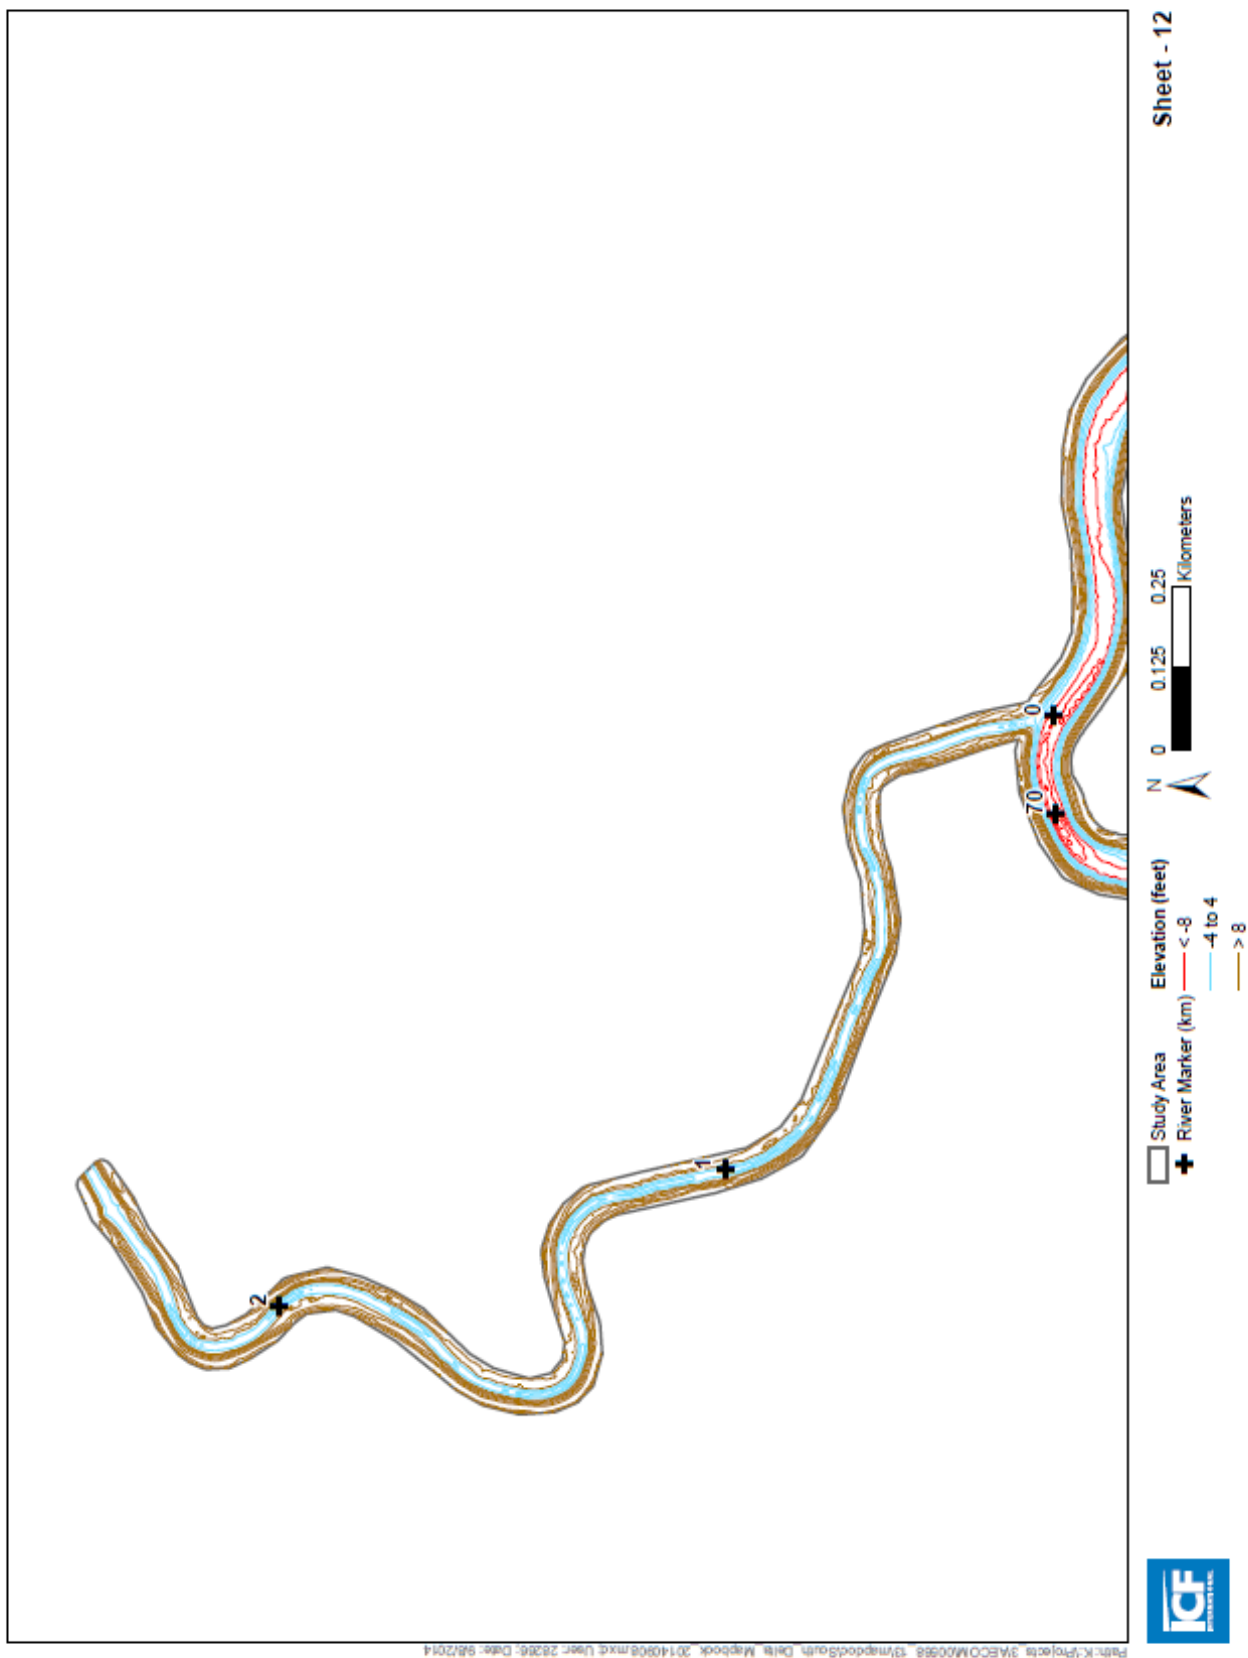 2
1
70
0
Study Area
River Marker (km)
Elevation (feet)
< -8
-4 to 4
> 8
N
0 0.125 0.25
Kilometers
Sheet - 12
ICF
INTERNATIONAL